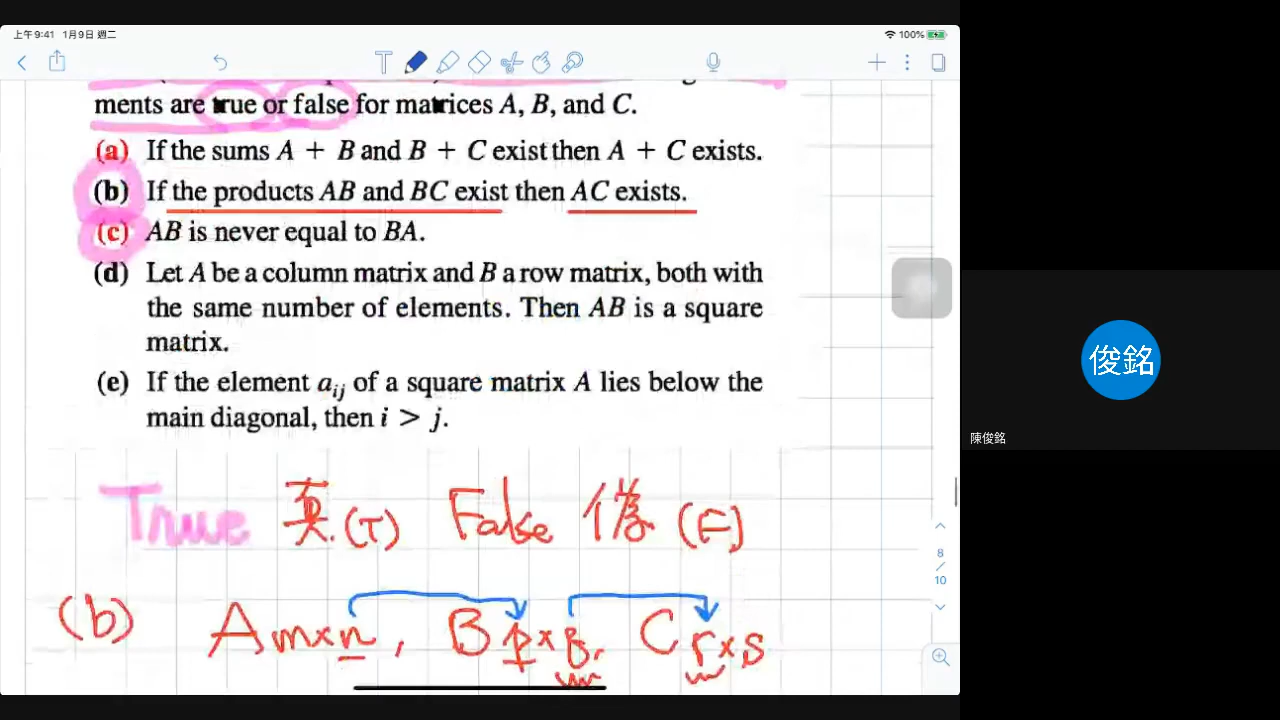 上午9:41 1月9日 週二
100%
ments are true or false for matrices A, B, and C.
(a) If the sums A + B and B + C exist then A + C exists.
(b) If the products AB and BC exist then AC exists.
(c) AB is never equal to BA.
(d) Let A be a column matrix and B a row matrix, both with
the same number of elements. Then AB is a square
matrix.
(e) If the element aij of a square matrix A lies below the
main diagonal, then i > j.
True 真(T) False 偽 (F)
(b) A m×n , B p×q, C r×s
8
/
10
俊銘
陳俊銘